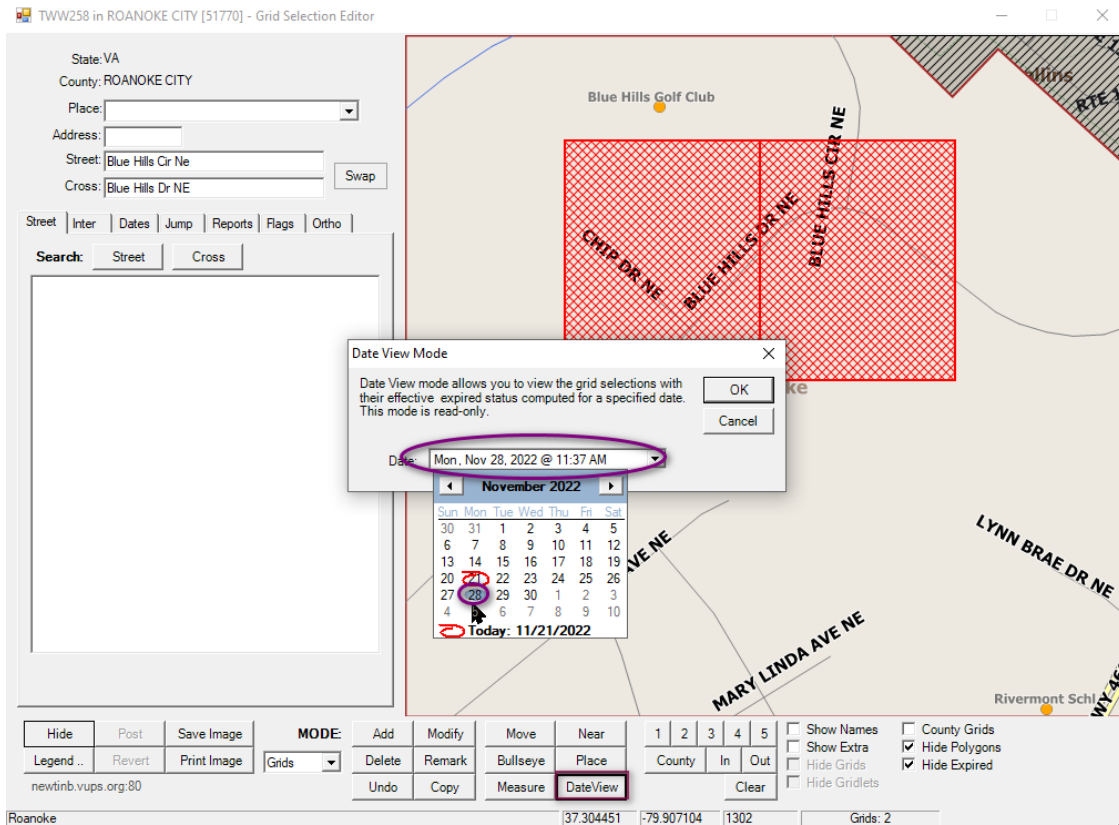 TWW258 in ROANOKE CITY [51770] - Grid Selection Editor
State: VA
County: ROANOKE CITY
Place:
Address:
Street: Blue Hills Cir Ne
Cross: Blue Hills Dr NE
Swap
Street Inter Dates Jump Reports Flags Ortho
Search: Street Cross
Blue Hills Golf Club
CHIP DR NE
BLUE HILLS DR NE
BLUE HILLS CIR NE
ollins
RTE 1
ke
AVE NE
LYNN BRAE DR NE
MARY LINDA AVE NE
Rivermont Schl
WY 46
Date View Mode
Date View mode allows you to view the grid selections with
their effective expired status computed for a specified date.
This mode is read-only.
OK
Cancel
Date: Mon, Nov 28, 2022 @ 11:37 AM
November 2022
Sun Mon Tue Wed Thu Fri Sat
30 31 1 2 3 4 5
6 7 8 9 10 11 12
13 14 15 16 17 18 19
20 21 22 23 24 25 26
27 28 29 30 1 2 3
4 6 7 8 9 10
Today: 11/21/2022
Hide Post Save Image MODE: Add Modify Move Near 1 2 3 4 5 Show Names County Grids
Show Extra Hide Polygons
Legend .. Revert Print Image Grids Delete Remark Bullseye Place County In Out Hide Grids Hide Expired
newtinb.vups.org:80 Undo Copy Measure DateView Clear Hide Gridlets
Roanoke 37.304451 -79.907104 1302 Grids: 2